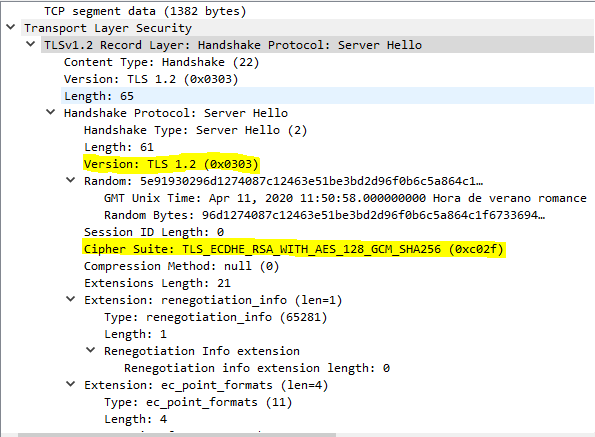 TCP segment data (1382 bytes)
Transport Layer Security
TLSv1.2 Record Layer: Handshake Protocol: Server Hello
Content Type: Handshake (22)
Version: TLS 1.2 (0x0303)
Length: 65
Handshake Protocol: Server Hello
Handshake Type: Server Hello (2)
Length: 61
Version: TLS 1.2 (0x0303)
Random: 5e91930296d1274087c12463e51be3bd2d96f0b6c5a864c1…
GMT Unix Time: Apr 11, 2020 11:50:58.000000000 Hora de verano romance
Random Bytes: 96d1274087c12463e51be3bd2d96f0b6c5a864c1f6733694…
Session ID Length: 0
Cipher Suite: TLS_ECDHE_RSA_WITH_AES_128_GCM_SHA256 (0xc02f)
Compression Method: null (0)
Extensions Length: 21
Extension: renegotiation_info (len=1)
Type: renegotiation_info (65281)
Length: 1
Renegotiation Info extension
Renegotiation info extension length: 0
Extension: ec_point_formats (len=4)
Type: ec_point_formats (11)
Length: 4